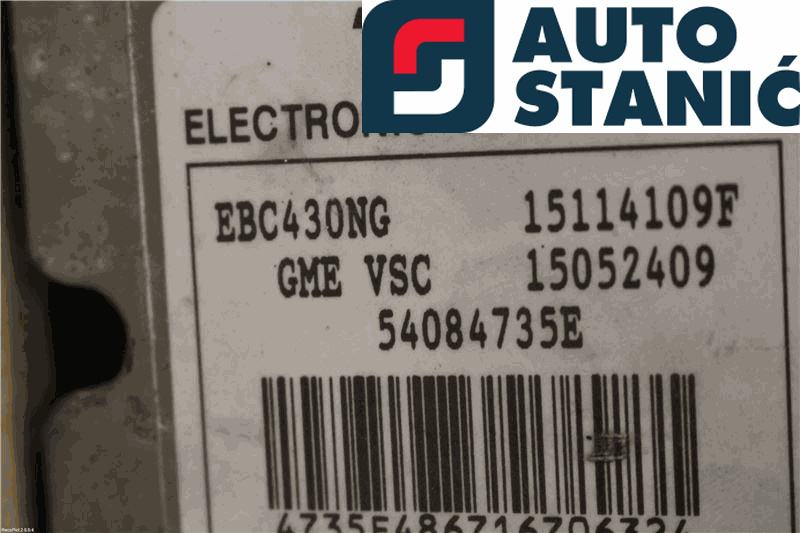 AUTO
STANIĆ
EBC430NG 15114109F
GME VSC 15052409
54084735E